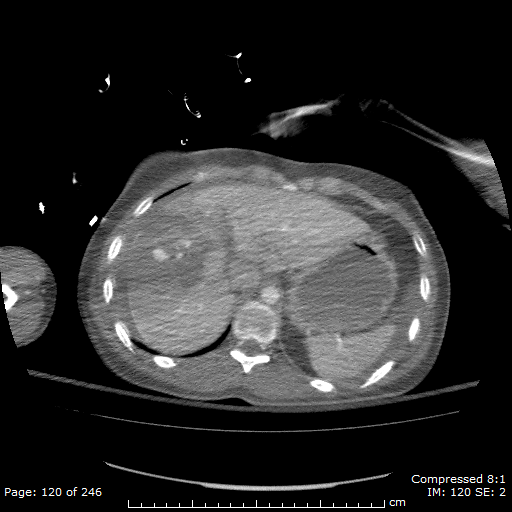 Compressed 8:1
Page: 120 of 246
IM: 120 SE: 2
cm